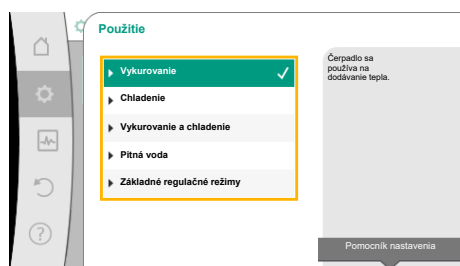 Použitie
Vykurovanie
Chladenie
Vykurovanie a chladenie
Pitná voda
Základné regulačné režimy
Čerpadlo sa
používa na
dodávanie tepla.
Pomocník nastavenia